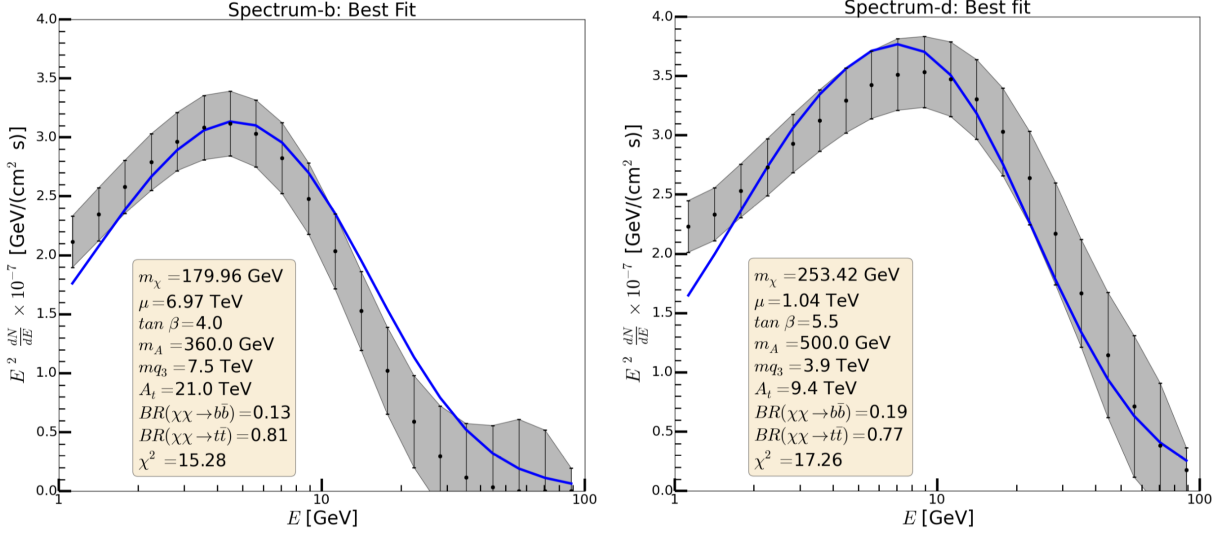 Spectrum-b: Best Fit
4.0
3.5
3.0
2.5
2.0
1.5
1.0
0.5
0.0
E² dN/dE × 10⁻⁷ [GeV/(cm² s)]
m_χ =179.96 GeV
μ=6.97 TeV
tan β=4.0
m_A =360.0 GeV
mq₃ =7.5 TeV
A_t =21.0 TeV
BR(χχ→bb̄)=0.13
BR(χχ→tt̄)=0.81
χ² =15.28
1
10
100
E [GeV]
Spectrum-d: Best fit
4.0
3.5
3.0
2.5
2.0
1.5
1.0
0.5
0.0
E² dN/dE × 10⁻⁷ [GeV/(cm² s)]
m_χ =253.42 GeV
μ=1.04 TeV
tan β=5.5
m_A =500.0 GeV
mq₃ =3.9 TeV
A_t =9.4 TeV
BR(χχ→bb̄)=0.19
BR(χχ→tt̄)=0.77
χ² =17.26
1
10
100
E [GeV]